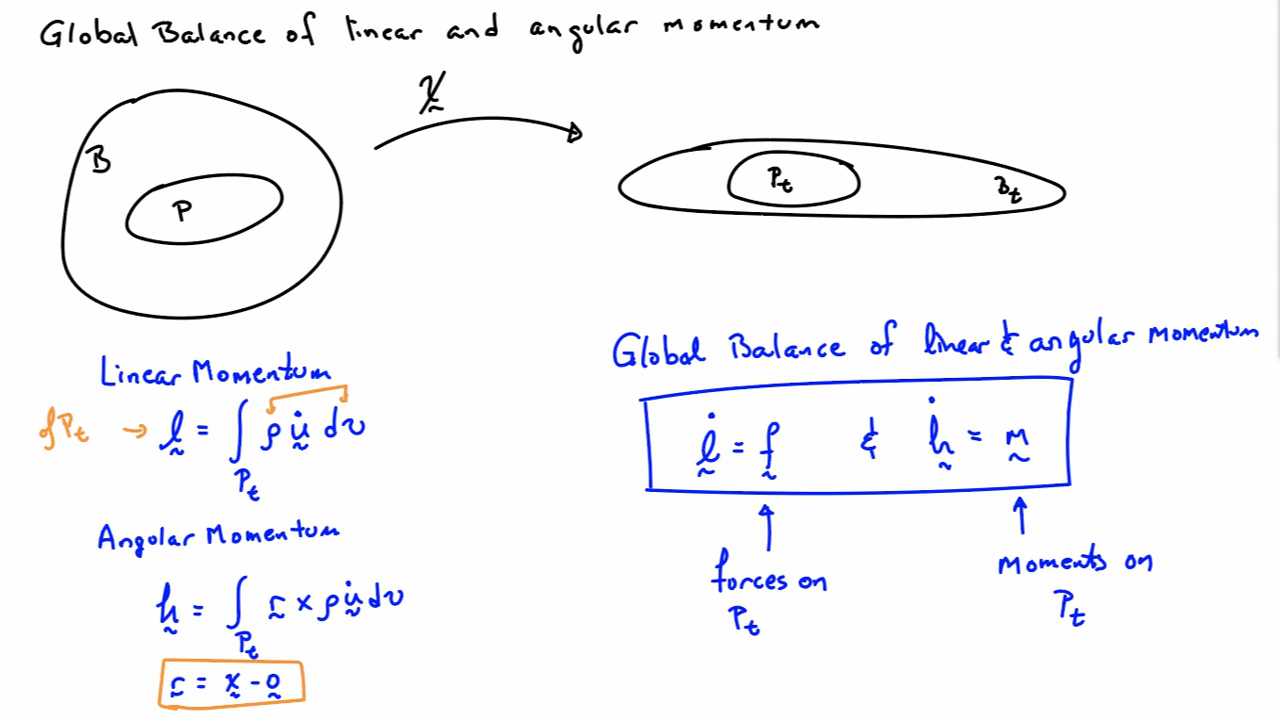 Global Balance of linear and angular momentum
χ̰
B
P
P_t
B_t
Linear Momentum
of P_t → l̰ = ∫_{P_t} ρ ṵ̇ dv
Angular Momentum
h̰ = ∫_{P_t} r̰ × ρ ṵ̇ dv
r̰ = x̰ - o̰
Global Balance of linear & angular momentum
l̰̇ = f̰ & ḣ̰ = m̰
forces on
P_t
Moments on
P_t